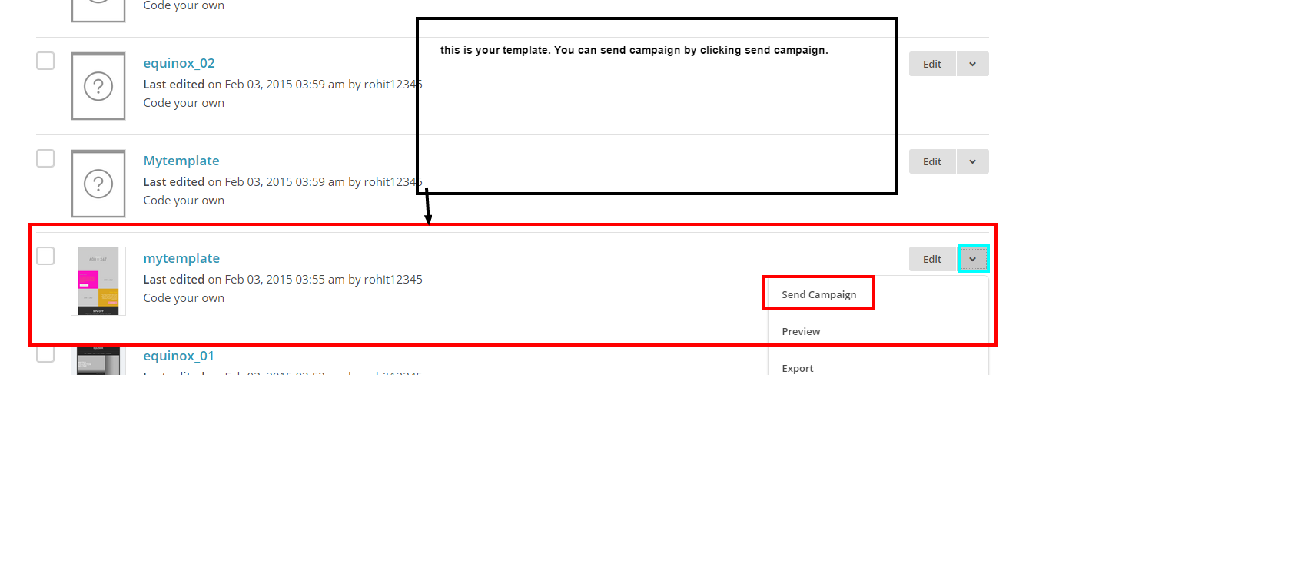 Code your own
this is your template. You can send campaign by clicking send campaign.
equinox_02
Edit
Last edited on Feb 03, 2015 03:59 am by rohit12345
Code your own
Mytemplate
Edit
Last edited on Feb 03, 2015 03:59 am by rohit12345
Code your own
mytemplate
Edit
Last edited on Feb 03, 2015 03:55 am by rohit12345
Code your own
Send Campaign
Preview
equinox_01
Export